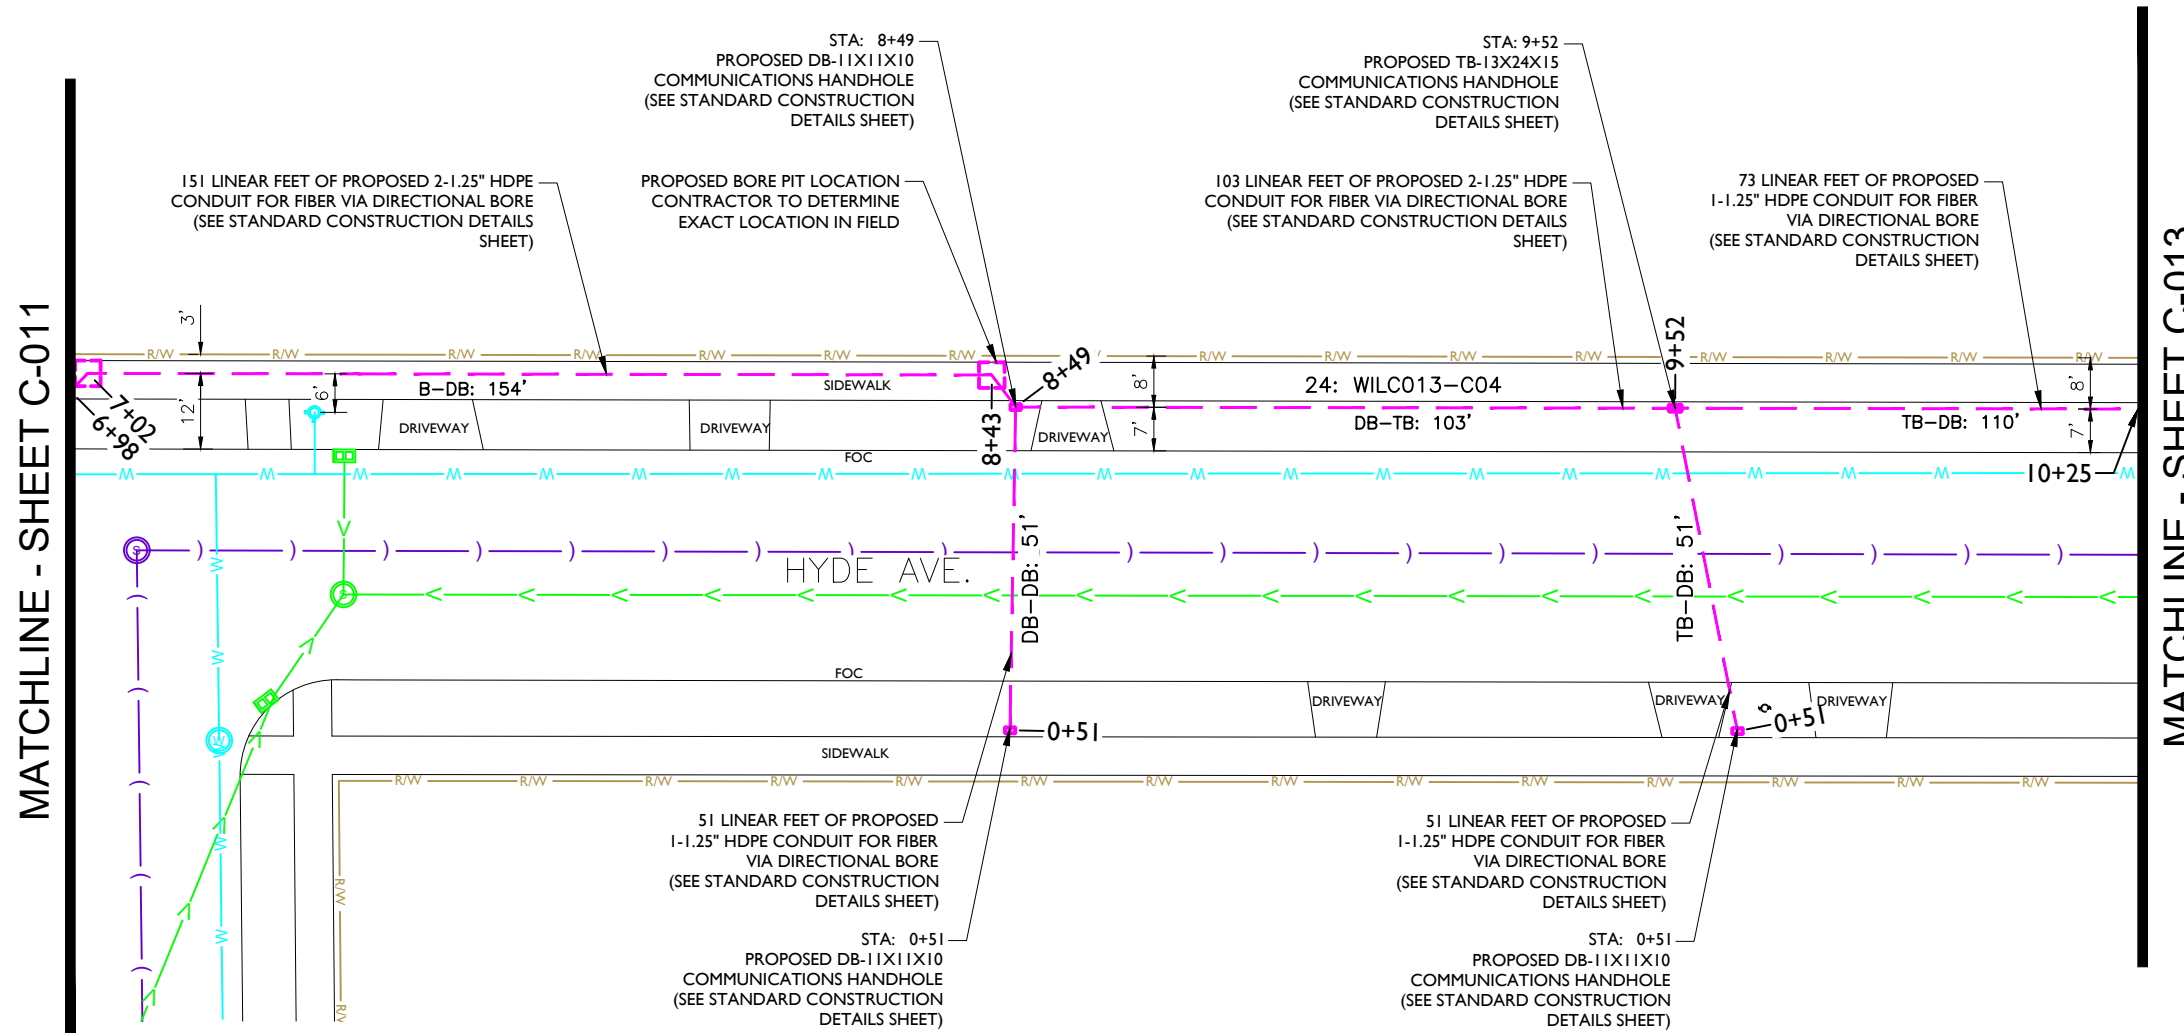 STA: 8+49
PROPOSED DB-11X11X10
COMMUNICATIONS HANDHOLE
(SEE STANDARD CONSTRUCTION
DETAILS SHEET)
STA: 9+52
PROPOSED TB-13X24X15
COMMUNICATIONS HANDHOLE
(SEE STANDARD CONSTRUCTION
DETAILS SHEET)
151 LINEAR FEET OF PROPOSED 2-1.25" HDPE
CONDUIT FOR FIBER VIA DIRECTIONAL BORE
(SEE STANDARD CONSTRUCTION DETAILS
SHEET)
PROPOSED BORE PIT LOCATION
CONTRACTOR TO DETERMINE
EXACT LOCATION IN FIELD
103 LINEAR FEET OF PROPOSED 2-1.25" HDPE
CONDUIT FOR FIBER VIA DIRECTIONAL BORE
(SEE STANDARD CONSTRUCTION DETAILS
SHEET)
73 LINEAR FEET OF PROPOSED
1-1.25" HDPE CONDUIT FOR FIBER
VIA DIRECTIONAL BORE
(SEE STANDARD CONSTRUCTION
DETAILS SHEET)
MATCHLINE - SHEET C-011
MATCHLINE - SHEET C-013
3'
R/W R/W R/W R/W R/W R/W R/W R/W R/W R/W R/W R/W R/W R/W R/W
12'
6'
B-DB: 154'
SIDEWALK
8+49
8'
24: WILC013-C04
9+52
8'
7+02
6+98
DRIVEWAY
DRIVEWAY
8+43
DRIVEWAY
7'
DB-TB: 103'
TB-DB: 110'
7'
FOC
10+25
W W W W W W W W W W W W W W W W W W W W W W
S
HYDE AVE.
DB-DB: 51'
TB-DB: 51'
S
W
W
W
W
W
FOC
DRIVEWAY
DRIVEWAY
DRIVEWAY
0+51
0+51
SIDEWALK
R/W R/W R/W R/W R/W R/W R/W R/W R/W R/W R/W R/W R/W R/W
R/W
R/W
51 LINEAR FEET OF PROPOSED
1-1.25" HDPE CONDUIT FOR FIBER
VIA DIRECTIONAL BORE
(SEE STANDARD CONSTRUCTION
DETAILS SHEET)
51 LINEAR FEET OF PROPOSED
1-1.25" HDPE CONDUIT FOR FIBER
VIA DIRECTIONAL BORE
(SEE STANDARD CONSTRUCTION
DETAILS SHEET)
STA: 0+51
PROPOSED DB-11X11X10
COMMUNICATIONS HANDHOLE
(SEE STANDARD CONSTRUCTION
DETAILS SHEET)
STA: 0+51
PROPOSED DB-11X11X10
COMMUNICATIONS HANDHOLE
(SEE STANDARD CONSTRUCTION
DETAILS SHEET)